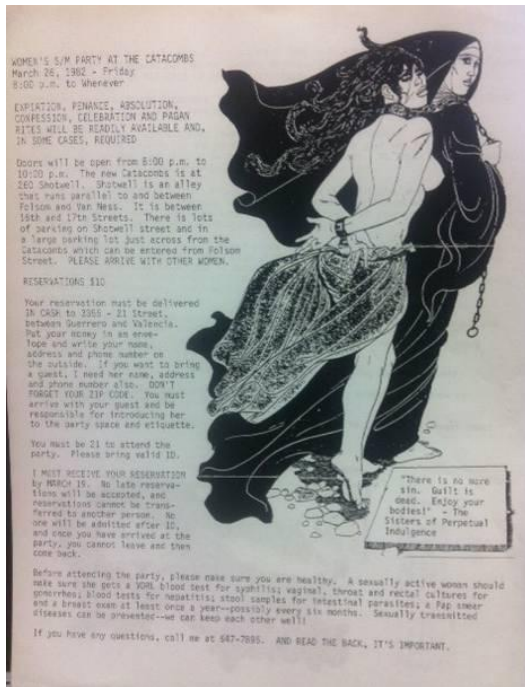 WOMEN'S S/M PARTY AT THE CATACOMBS
March 26, 1982 - Friday
8:00 p.m. to Whenever
EXPIATION, PENANCE, ABSOLUTION,
CONFESSION, CELEBRATION AND PAGAN
RITES WILL BE READILY AVAILABLE AND,
IN SOME CASES, REQUIRED
Doors will be open from 8:00 p.m. to
10:00 p.m. The new Catacombs is at
260 Shotwell. Shotwell is an alley
that runs parallel to and between
Folsom and Van Ness. It is between
16th and 17th Streets. There is lots
of parking on Shotwell street and in
a large parking lot just across from the
Catacombs which can be entered from Folsom
Street. PLEASE ARRIVE WITH OTHER WOMEN.
RESERVATIONS $10
Your reservation must be delivered
IN CASH to 21 Street,
between Guerrero and Valencia.
Put your money in an enve-
lope and write your name,
address and phone number on
the outside. If you want to bring
a guest, I need her name, address
and phone number also. DON'T
FORGET YOUR ZIP CODE. You must
arrive with your guest and be
responsible for introducing her
to the party space and etiquette.
You must be 21 to attend the
party. Please bring valid ID.
I MUST RECEIVE YOUR RESERVATION
by MARCH 19. No late reserva-
tions will be accepted, and
reservations cannot be trans-
ferred to another person. No
one will be admitted after 10,
and once you have arrived at the
party, you cannot leave and then
come back.
"There is no more
sin. Guilt is
dead. Enjoy your
bodies!" - The
Sisters of Perpetual
Indulgence
Before attending the party, please make sure you are healthy. A sexually active woman should
make sure she gets a VDRL blood test for syphilis; vaginal, throat and rectal cultures for
gonorrhea; blood tests for hepatitis; stool samples for intestinal parasites; a Pap smear
and a breast exam at least once a year--possibly every six months. Sexually transmitted
diseases can be prevented--we can keep each other well!
If you have any questions, call me at AND READ THE BACK, IT'S IMPORTANT.